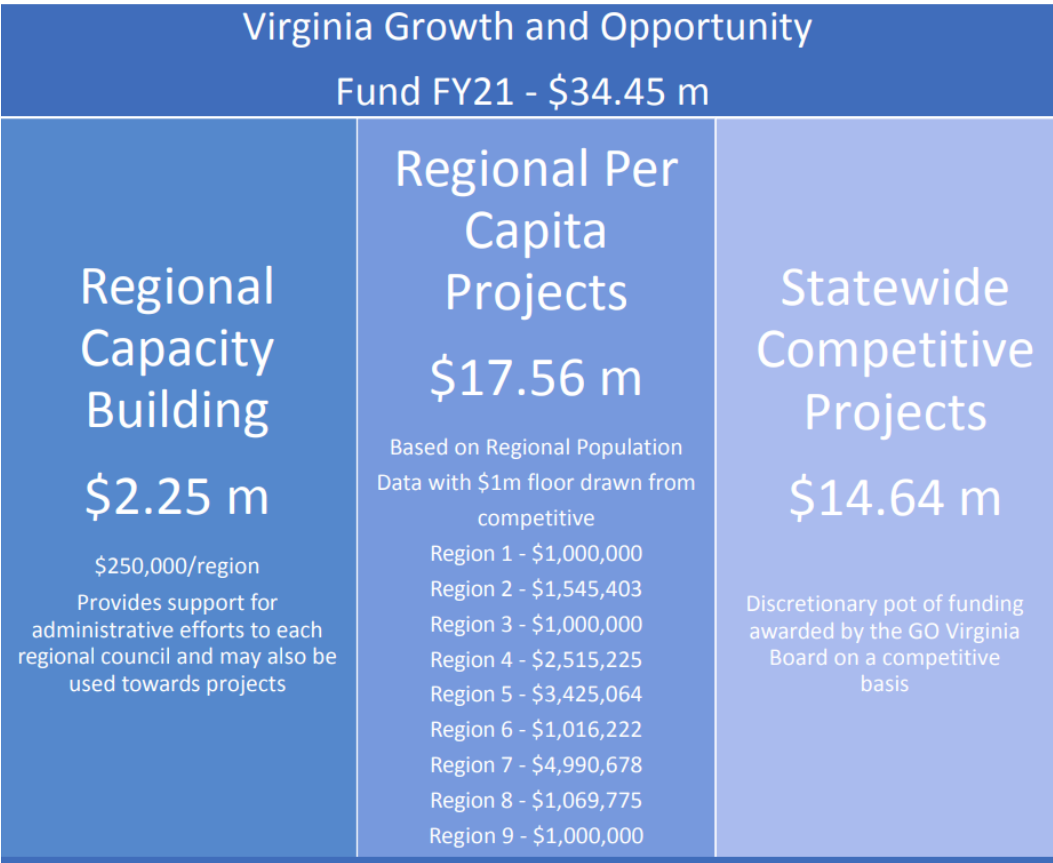 Virginia Growth and Opportunity
Fund FY21 - $34.45 m
Regional
Capacity
Building
$2.25 m
$250,000/region
Provides support for
administrative efforts to each
regional council and may also be
used towards projects
Regional Per
Capita
Projects
$17.56 m
Based on Regional Population
Data with $1m floor drawn from
competitive
Region 1 - $1,000,000
Region 2 - $1,545,403
Region 3 - $1,000,000
Region 4 - $2,515,225
Region 5 - $3,425,064
Region 6 - $1,016,222
Region 7 - $4,990,678
Region 8 - $1,069,775
Region 9 - $1,000,000
Statewide
Competitive
Projects
$14.64 m
Discretionary pot of funding
awarded by the GO Virginia
Board on a competitive
basis